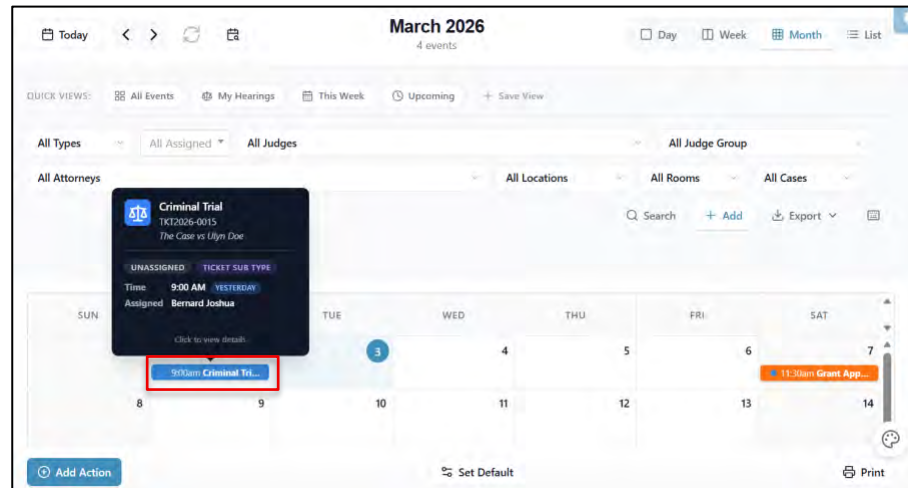 Today
March 2026
4 events
Day Week Month List
QUICK VIEWS: All Events My Hearings This Week Upcoming + Save View
All Types All Assigned All Judges All Judge Group
All Attorneys All Locations All Rooms All Cases
Criminal Trial
TKT2026-0015
The Case vs Ulyn Doe
Search + Add Export
UNASSIGNED TICKET SUB TYPE
Time 9:00 AM YESTERDAY
Assigned Bernard Joshua
Click to view details
SUN TUE WED THU FRI SAT
3 4 5 6 7
9:00am Criminal Tri... 11:30am Grant App...
8 9 10 11 12 13 14
Add Action Set Default Print